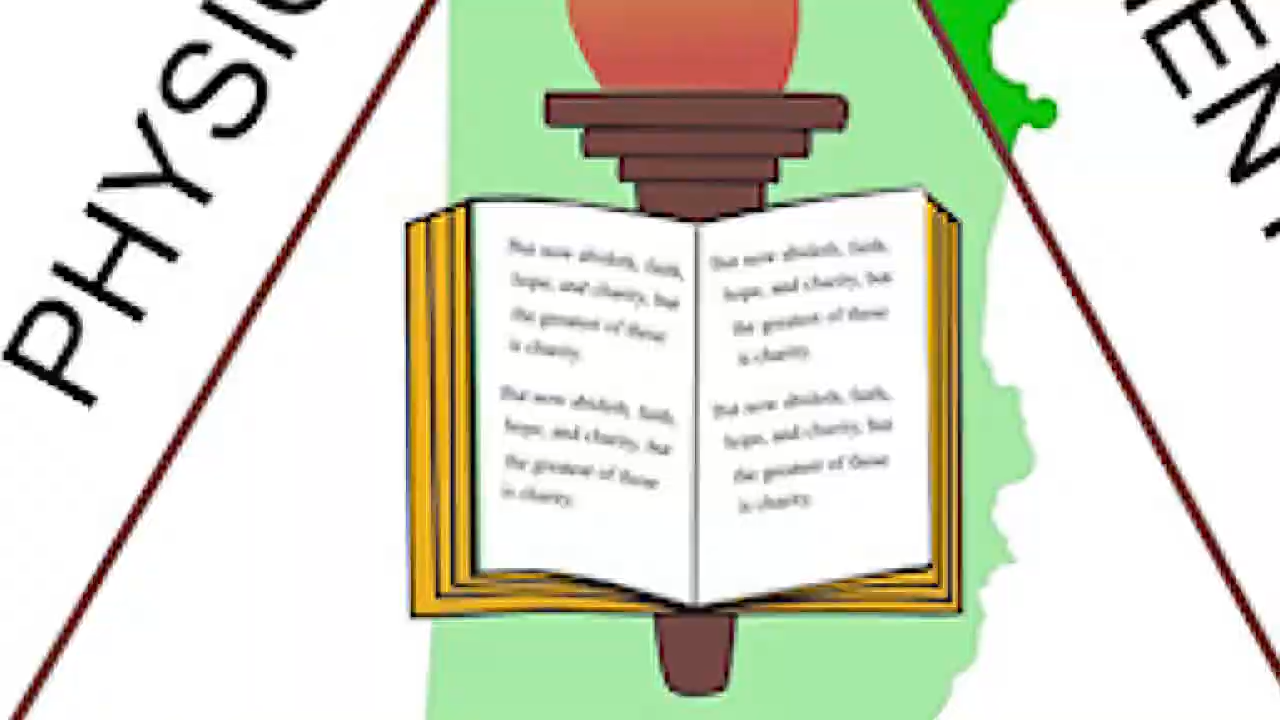 PHYSIC
ENT
But now abideth, faith,
hope, and charity, but
the greatest of these
is charity.
But now abideth, faith,
hope, and charity, but
the greatest of these
is charity.
But now abideth, faith,
hope, and charity, but
the greatest of these
is charity.
But now abideth, faith,
hope, and charity, but
the greatest of these
is charity.